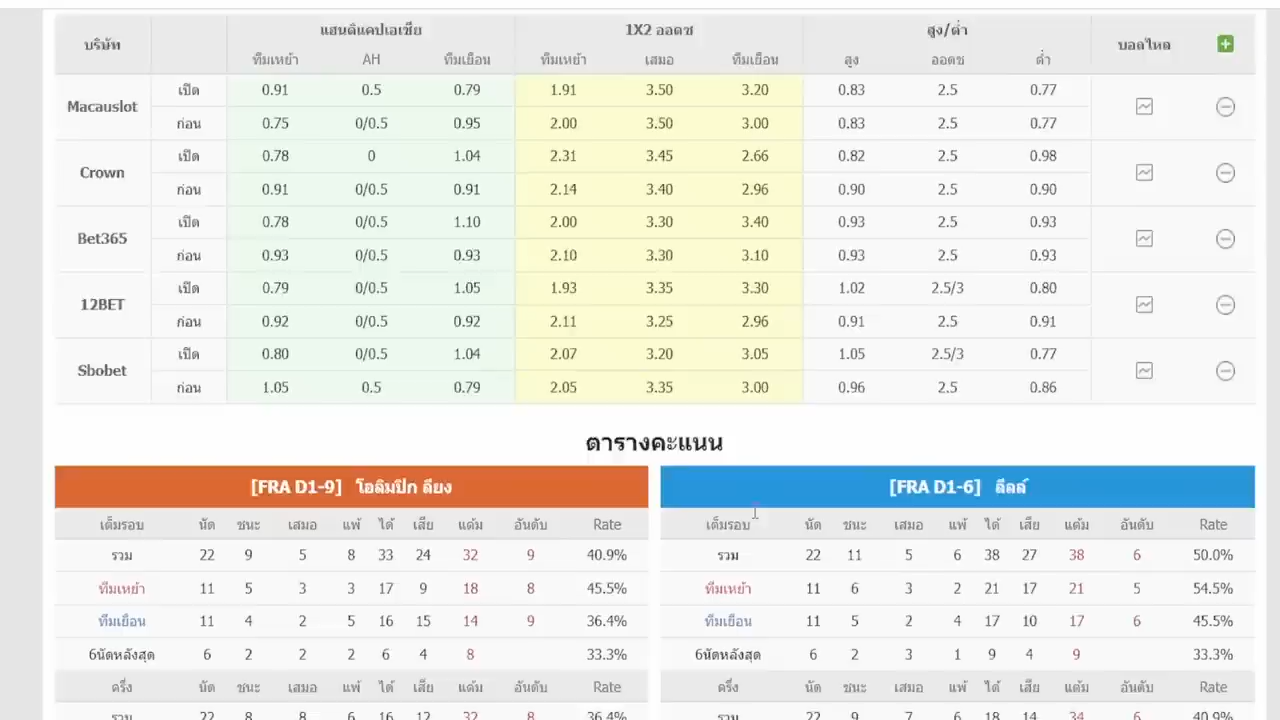 บริษัท แฮนดิแคปเอเชีย 1X2 ออดซ สูง/ต่ำ บอลไหล
ทีมเหย้า AH ทีมเยือน ทีมเหย้า เสมอ ทีมเยือน สูง ออดซ ต่ำ
Macauslot เปิด 0.91 0.5 0.79 1.91 3.50 3.20 0.83 2.5 0.77
ก่อน 0.75 0/0.5 0.95 2.00 3.50 3.00 0.83 2.5 0.77
Crown เปิด 0.78 0 1.04 2.31 3.45 2.66 0.82 2.5 0.98
ก่อน 0.91 0/0.5 0.91 2.14 3.40 2.96 0.90 2.5 0.90
Bet365 เปิด 0.78 0/0.5 1.10 2.00 3.30 3.40 0.93 2.5 0.93
ก่อน 0.93 0/0.5 0.93 2.10 3.30 3.10 0.93 2.5 0.93
12BET เปิด 0.79 0/0.5 1.05 1.93 3.35 3.30 1.02 2.5/3 0.80
ก่อน 0.92 0/0.5 0.92 2.11 3.25 2.96 0.91 2.5 0.91
Sbobet เปิด 0.80 0/0.5 1.04 2.07 3.20 3.05 1.05 2.5/3 0.77
ก่อน 1.05 0.5 0.79 2.05 3.35 3.00 0.96 2.5 0.86
ตารางคะแนน
[FRA D1-9] โอลิมปิก ลียง
เต็มรอบ นัด ชนะ เสมอ แพ้ ได้ เสีย แต้ม อันดับ Rate
รวม 22 9 5 8 33 24 32 9 40.9%
ทีมเหย้า 11 5 3 3 17 9 18 8 45.5%
ทีมเยือน 11 4 2 5 16 15 14 9 36.4%
6นัดหลังสุด 6 2 2 2 6 4 8 33.3%
ครึ่ง นัด ชนะ เสมอ แพ้ ได้ เสีย แต้ม อันดับ Rate
รวม 22 8 8 6 16 12 32 8 36.4%
[FRA D1-6] ลีลล์
เต็มรอบ นัด ชนะ เสมอ แพ้ ได้ เสีย แต้ม อันดับ Rate
รวม 22 11 5 6 38 27 38 6 50.0%
ทีมเหย้า 11 6 3 2 21 17 21 5 54.5%
ทีมเยือน 11 5 2 4 17 10 17 6 45.5%
6นัดหลังสุด 6 2 3 1 9 4 9 33.3%
ครึ่ง นัด ชนะ เสมอ แพ้ ได้ เสีย แต้ม อันดับ Rate
รวม 22 9 7 6 18 14 34 6 40.9%